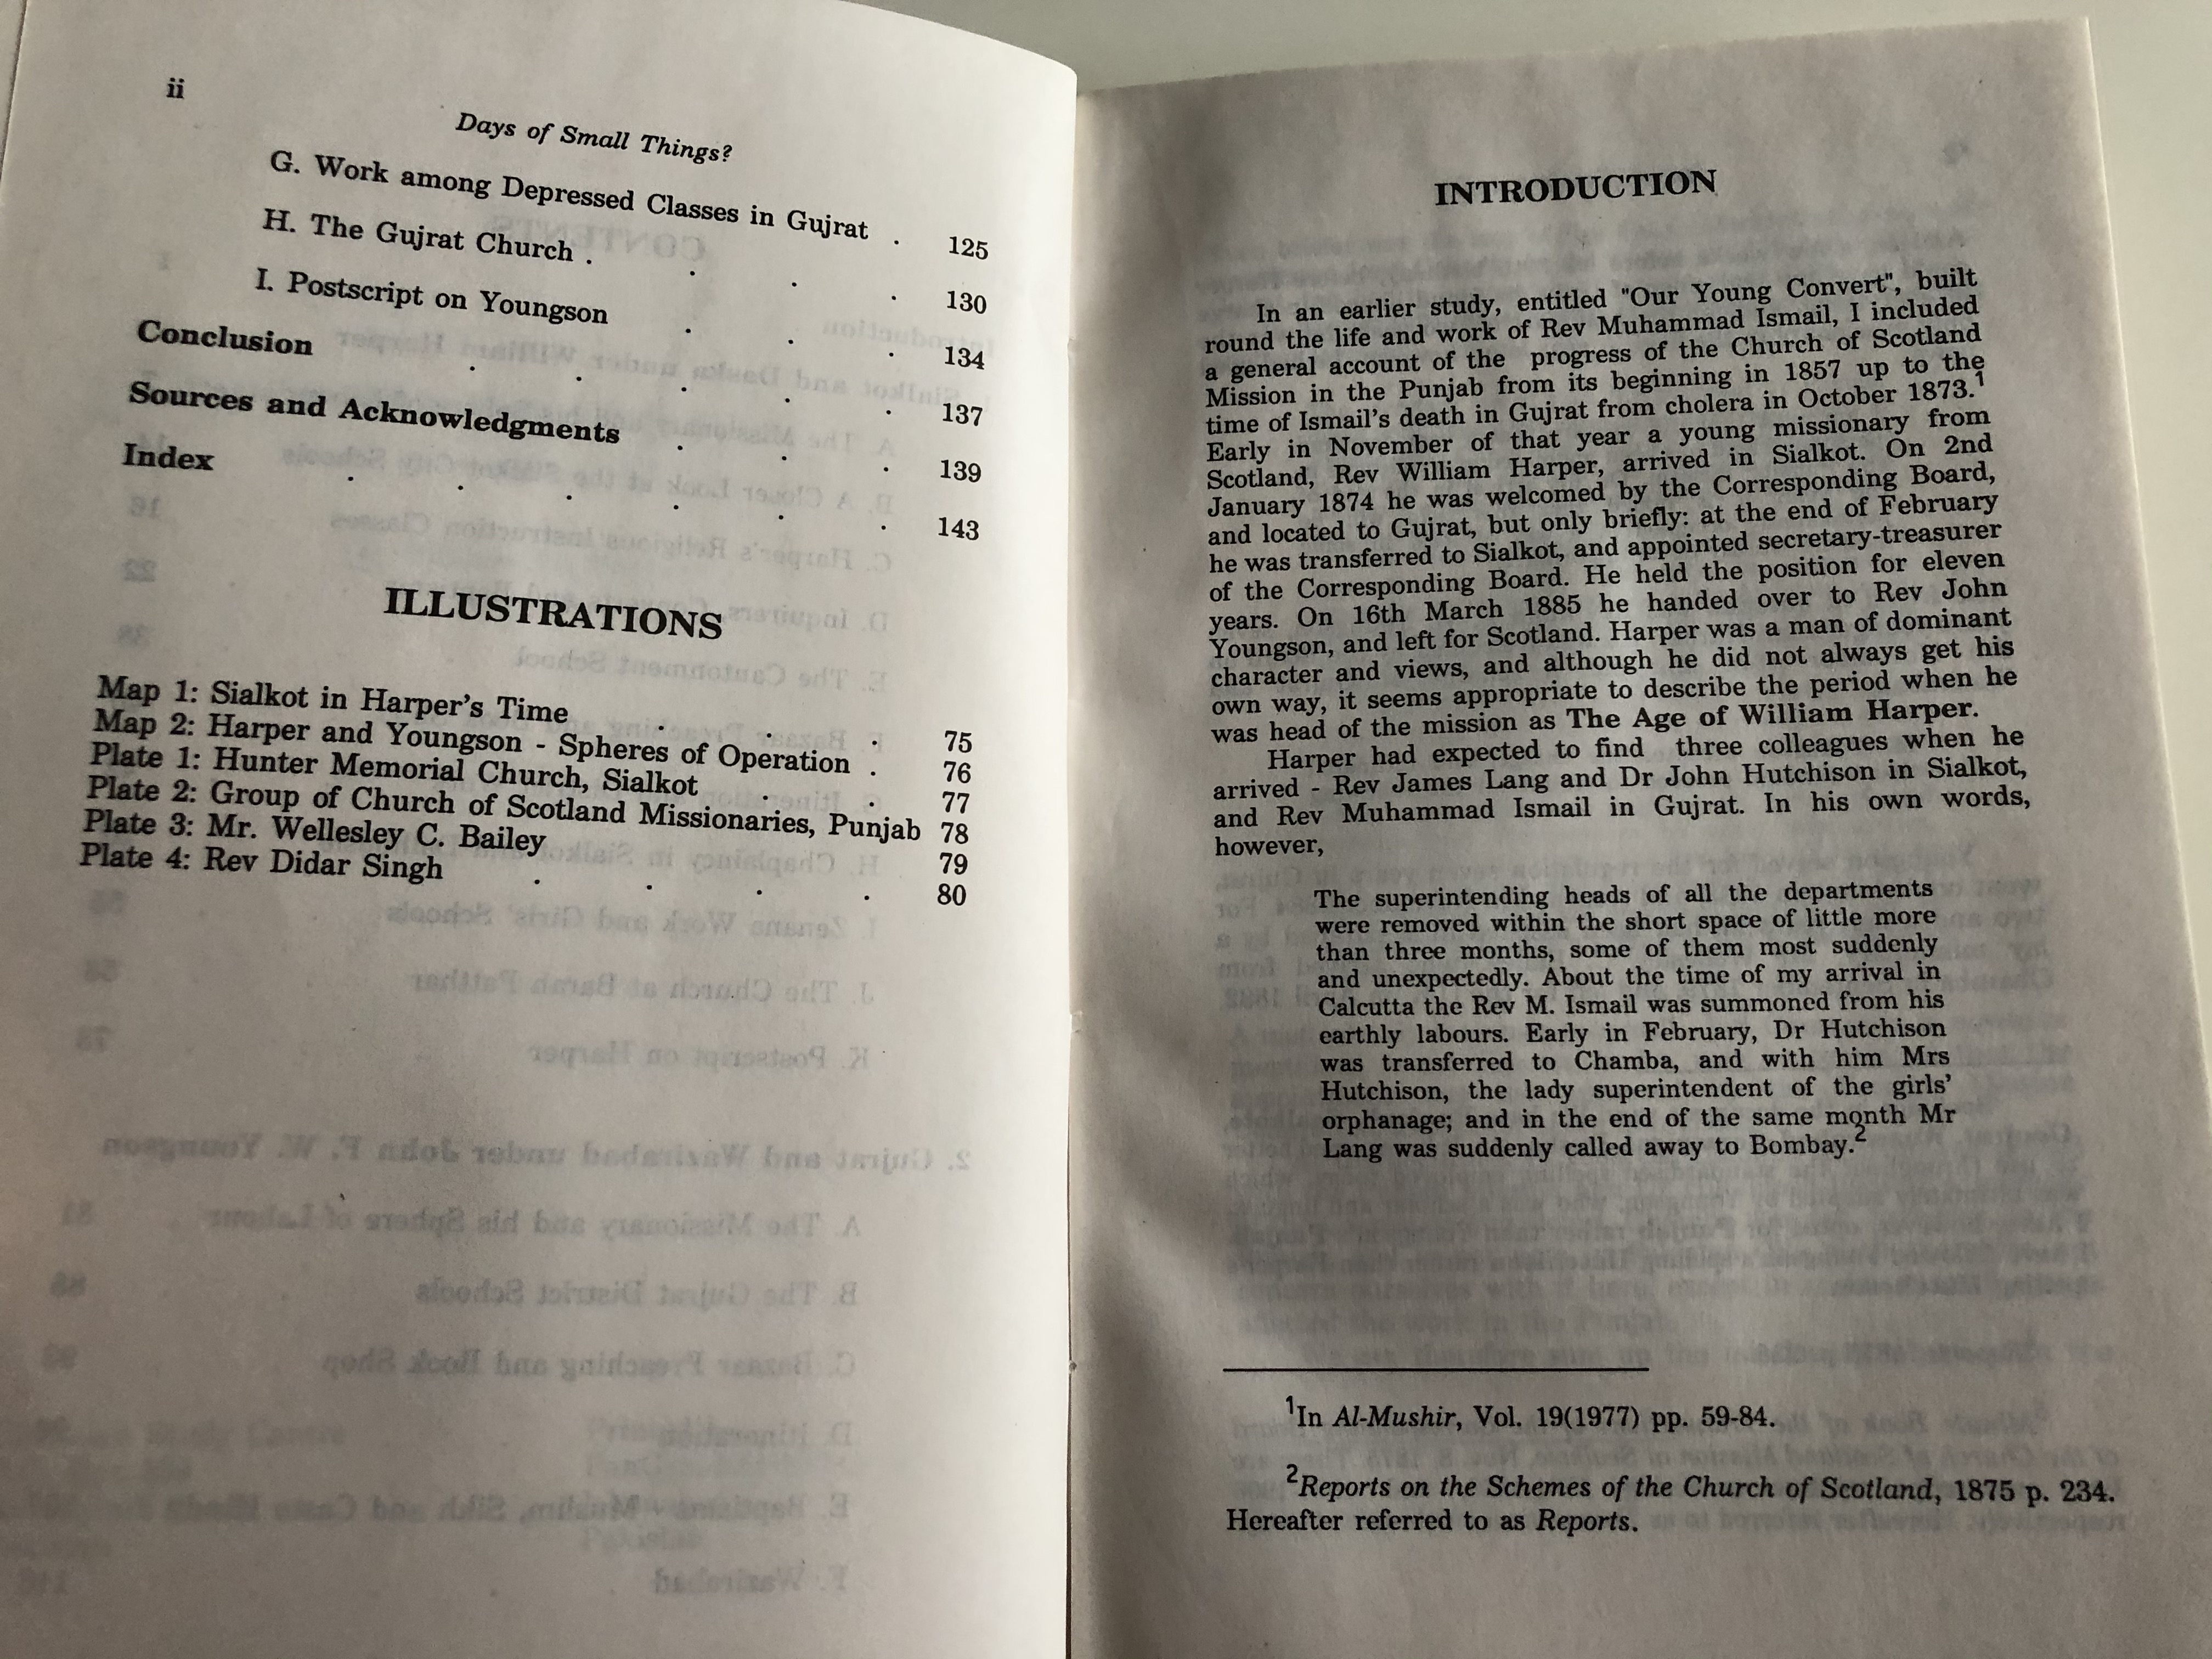 ii
Days of Small Things?
G. Work among Depressed Classes in Gujrat . 125
H. The Gujrat Church . . . . 130
I. Postscript on Youngson . . . 134
Conclusion . . . . . 137
Sources and Acknowledgments . . . 139
Index . . . . . . 143
ILLUSTRATIONS
Map 1: Sialkot in Harper's Time . . . 75
Map 2: Harper and Youngson - Spheres of Operation . 76
Plate 1: Hunter Memorial Church, Sialkot . . 77
Plate 2: Group of Church of Scotland Missionaries, Punjab 78
Plate 3: Mr. Wellesley C. Bailey 79
Plate 4: Rev Didar Singh . . . . 80
INTRODUCTION
In an earlier study, entitled "Our Young Convert", built
round the life and work of Rev Muhammad Ismail, I included
a general account of the progress of the Church of Scotland
Mission in the Punjab from its beginning in 1857 up to the
time of Ismail's death in Gujrat from cholera in October 1873.1
Early in November of that year a young missionary from
Scotland, Rev William Harper, arrived in Sialkot. On 2nd
January 1874 he was welcomed by the Corresponding Board,
and located to Gujrat, but only briefly: at the end of February
he was transferred to Sialkot, and appointed secretary-treasurer
of the Corresponding Board. He held the position for eleven
years. On 16th March 1885 he handed over to Rev John
Youngson, and left for Scotland. Harper was a man of dominant
character and views, and although he did not always get his
own way, it seems appropriate to describe the period when he
was head of the mission as The Age of William Harper.
Harper had expected to find three colleagues when he
arrived - Rev James Lang and Dr John Hutchison in Sialkot,
and Rev Muhammad Ismail in Gujrat. In his own words,
however,
The superintending heads of all the departments
were removed within the short space of little more
than three months, some of them most suddenly
and unexpectedly. About the time of my arrival in
Calcutta the Rev M. Ismail was summoned from his
earthly labours. Early in February, Dr Hutchison
was transferred to Chamba, and with him Mrs
Hutchison, the lady superintendent of the girls'
orphanage; and in the end of the same month Mr
Lang was suddenly called away to Bombay.2
1In Al-Mushir, Vol. 19(1977) pp. 59-84.
2Reports on the Schemes of the Church of Scotland, 1875 p. 234.
Hereafter referred to as Reports.